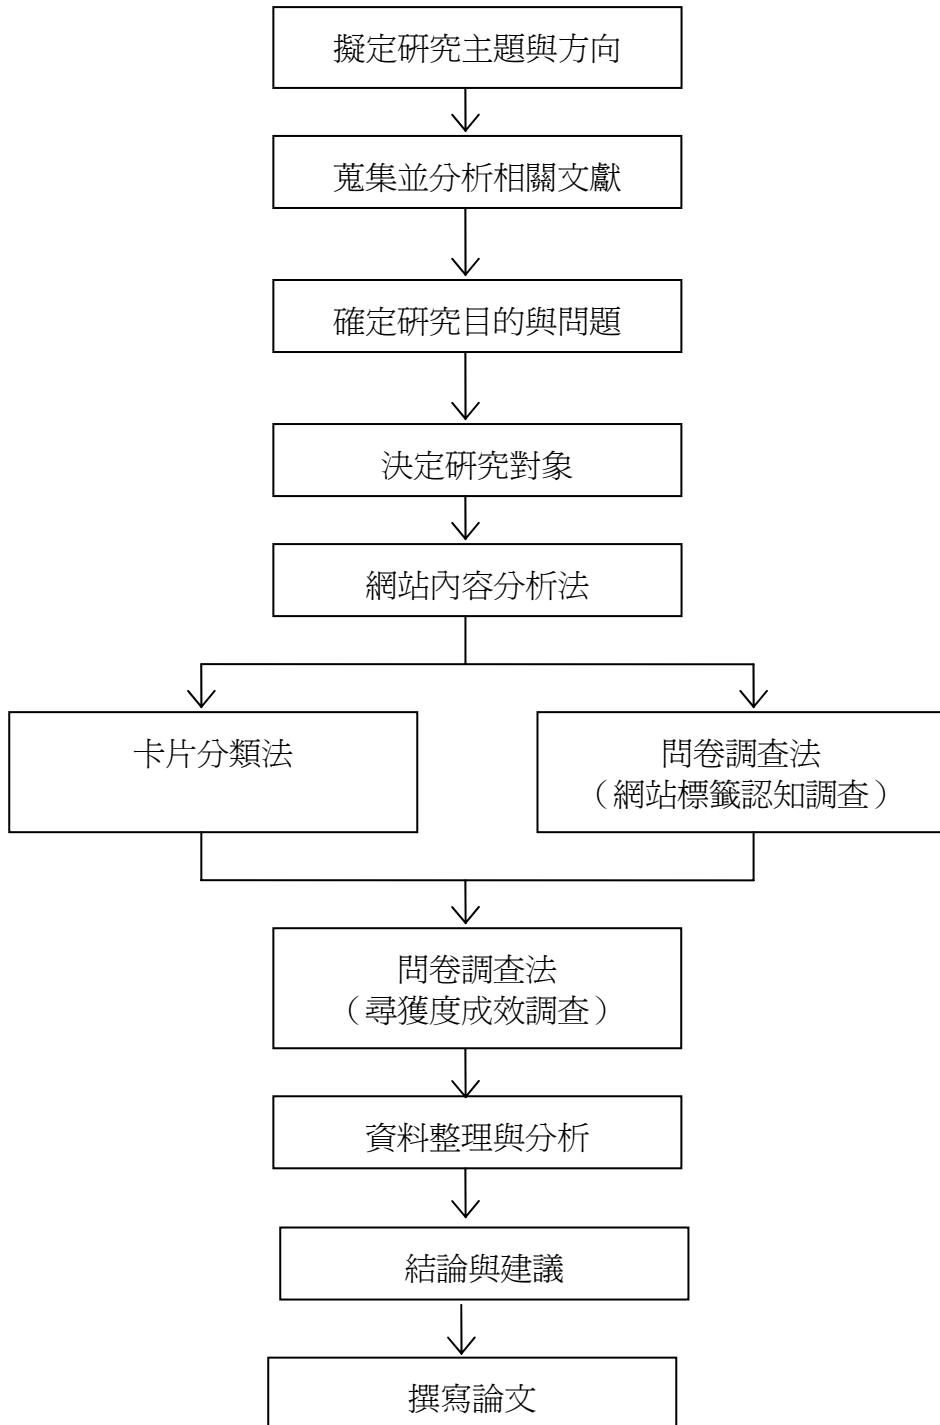 擬定研究主題與方向
蒐集並分析相關文獻
確定研究目的與問題
決定研究對象
網站內容分析法
卡片分類法
問卷調查法
（網站標籤認知調查）
問卷調查法
（尋獲度成效調查）
資料整理與分析
結論與建議
撰寫論文